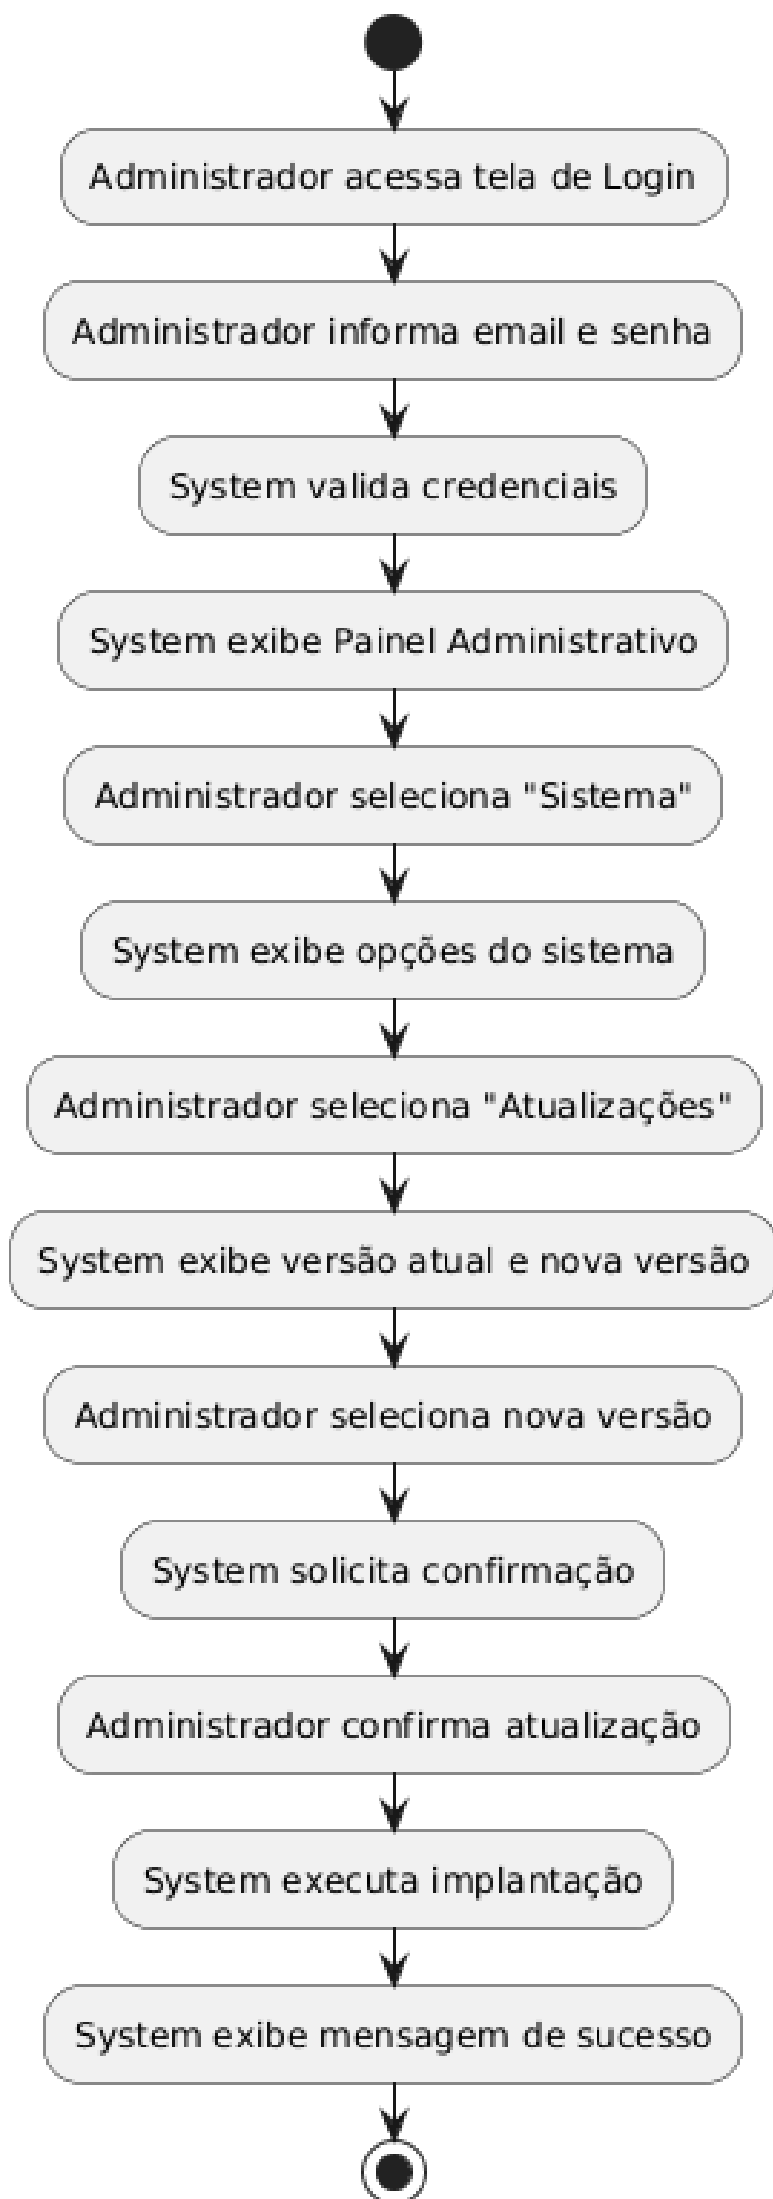 Administrador acessa tela de Login
Administrador informa email e senha
System valida credenciais
System exibe Painel Administrativo
Administrador seleciona "Sistema"
System exibe opções do sistema
Administrador seleciona "Atualizações"
System exibe versão atual e nova versão
Administrador seleciona nova versão
System solicita confirmação
Administrador confirma atualização
System executa implantação
System exibe mensagem de sucesso